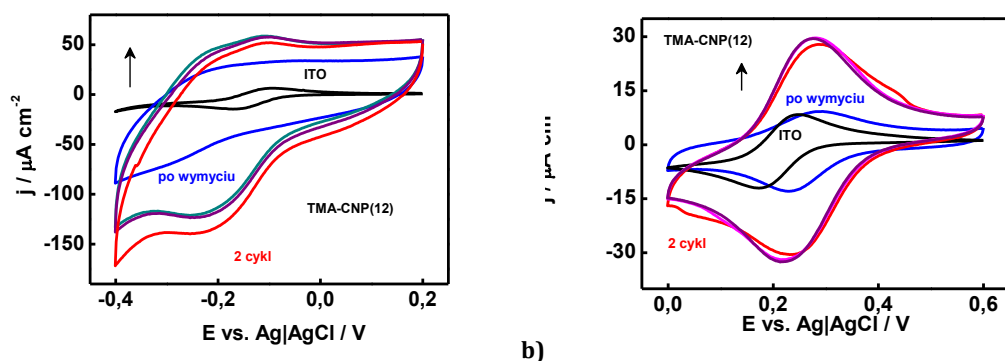 50
0
-50
-100
-150
j / µA cm⁻²
ITO
po wymyciu
TMA-CNP(12)
2 cykl
-0,4
-0,2
0,0
0,2
E vs. Ag|AgCl / V
b)
30
15
0
-15
-30
j / µA cm
TMA-CNP(12)
po wymyciu
ITO
2 cykl
0,0
0,2
0,4
0,6
E vs. Ag|AgCl / V